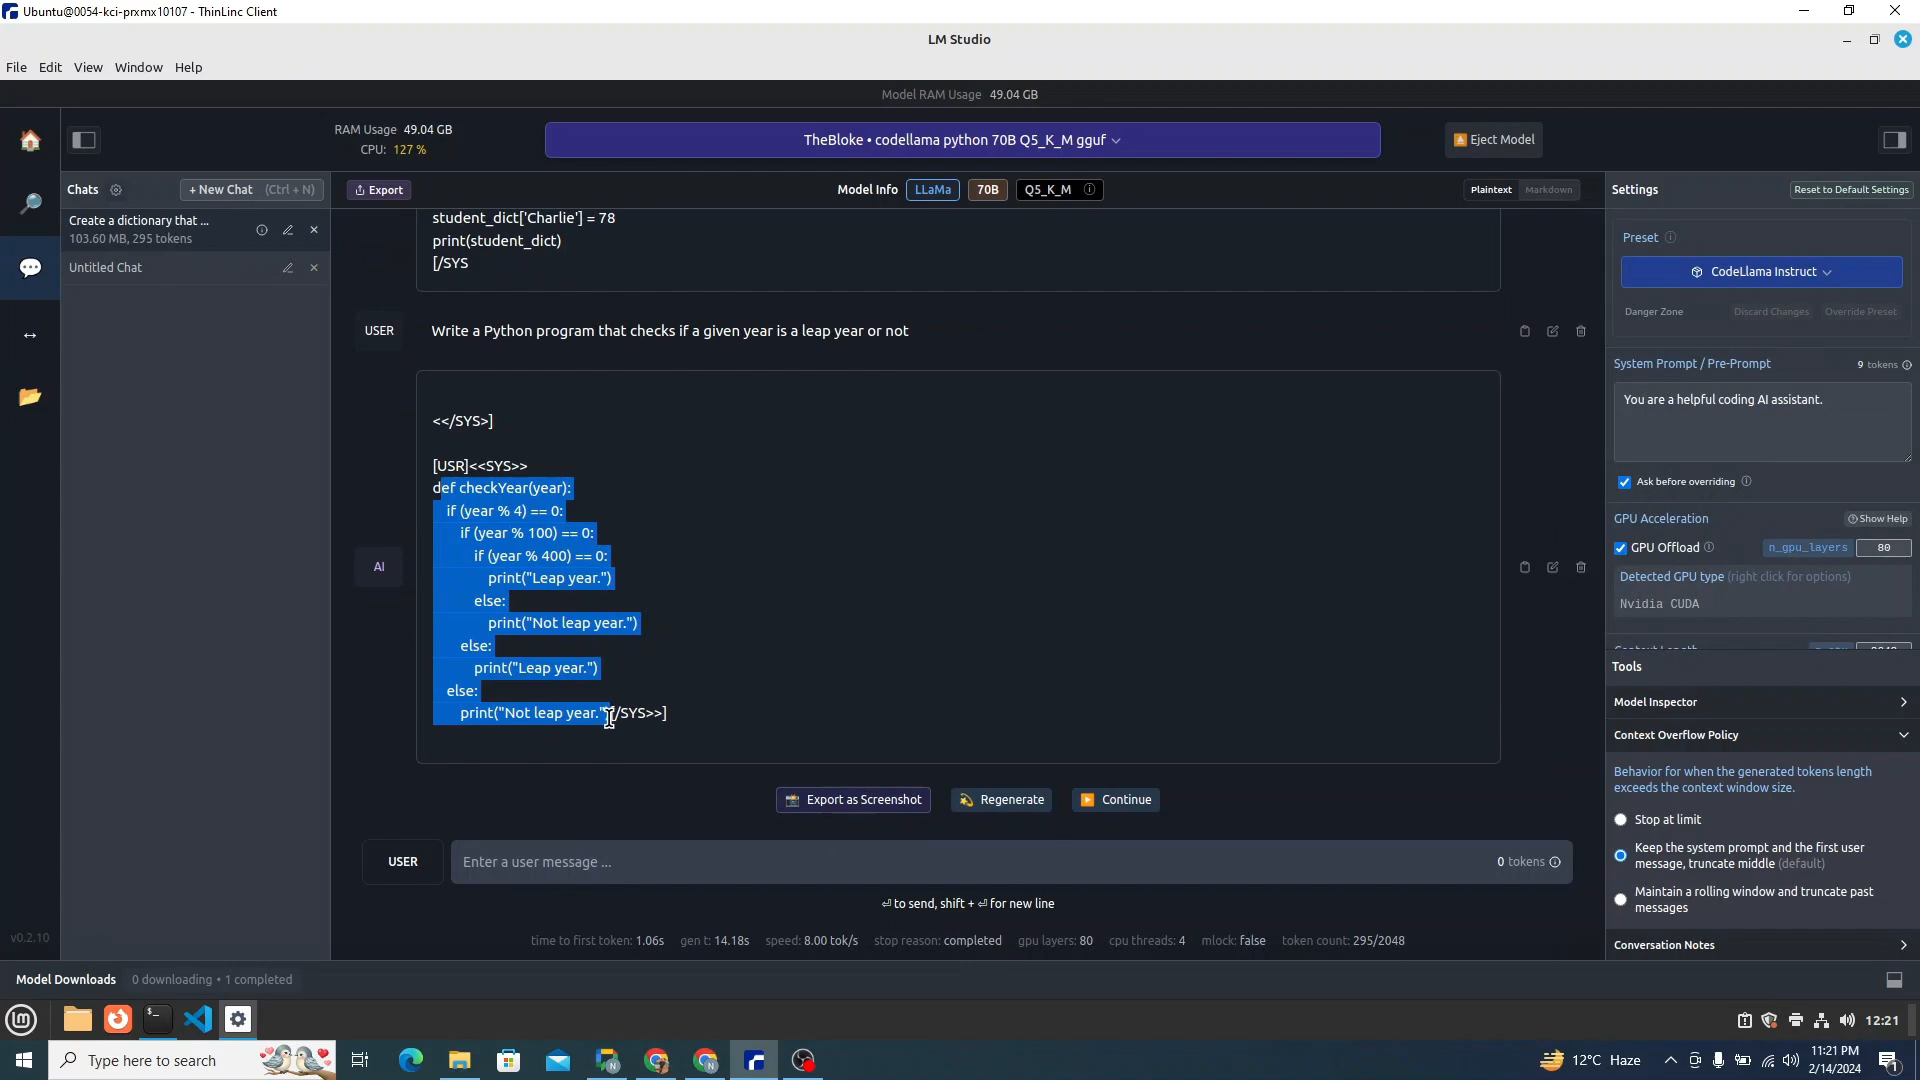 Ubuntu@0054-kci-prxmx10107 - ThinLinc Client
LM Studio
File Edit View Window Help
Model RAM Usage 49.04 GB
RAM Usage 49.04 GB
CPU: 127 %
TheBloke • codellama python 70B Q5_K_M gguf
Eject Model
Chats
+ New Chat (Ctrl + N)
Export
Model Info LLaMa 70B Q5_K_M
Plaintext Markdown
Settings
Reset to Default Settings
Create a dictionary that ...
103.60 MB, 295 tokens
Untitled Chat
student_dict['Charlie'] = 78
print(student_dict)
[/SYS
USER
Write a Python program that checks if a given year is a leap year or not
AI
<</SYS>]
[USR]<<SYS>>
def checkYear(year):
if (year % 4) == 0:
if (year % 100) == 0:
if (year % 400) == 0:
print("Leap year.")
else:
print("Not leap year.")
else:
print("Leap year.")
else:
print("Not leap year.")[/SYS>>]
Export as Screenshot
Regenerate
Continue
USER
Enter a user message ...
0 tokens
⏎ to send, shift + ⏎ for new line
time to first token: 1.06s gen t: 14.18s speed: 8.00 tok/s stop reason: completed gpu layers: 80 cpu threads: 4 mlock: false token count: 295/2048
Preset
CodeLlama Instruct
Danger Zone Discard Changes Override Preset
System Prompt / Pre-Prompt
9 tokens
You are a helpful coding AI assistant.
Ask before overriding
GPU Acceleration
Show Help
GPU Offload
n_gpu_layers 80
Detected GPU type (right click for options)
Nvidia CUDA
Tools
Model Inspector
Context Overflow Policy
Behavior for when the generated tokens length
exceeds the context window size.
Stop at limit
Keep the system prompt and the first user
message, truncate middle (default)
Maintain a rolling window and truncate past
messages
Conversation Notes
v0.2.10
Model Downloads 0 downloading • 1 completed
12:21
Type here to search
12°C Haze
11:21 PM
2/14/2024
1